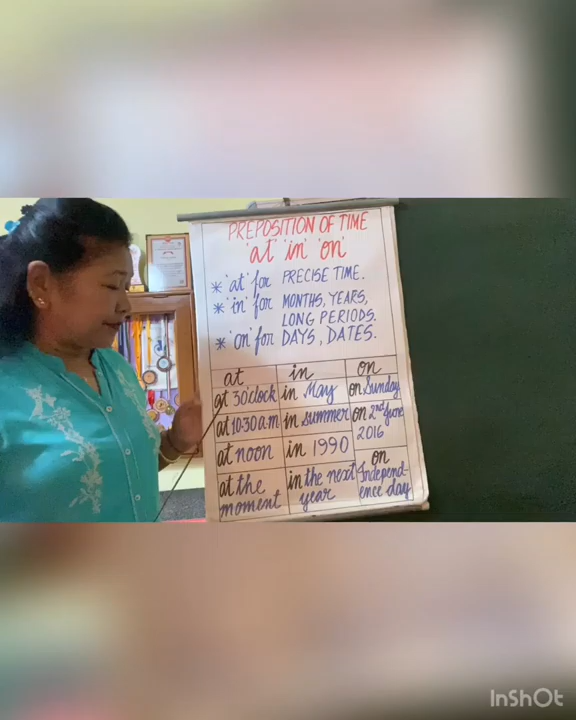 PREPOSITION OF TIME
'at' 'in' 'on'
* 'at' for PRECISE TIME.
* 'in' for MONTHS, YEARS,
LONG PERIODS.
* 'on' for DAYS, DATES.
at in on
at 3O'clock in May on Sunday
at 10:30 am in summer on 2nd June
2016
at noon in 1990 on
Independ-
ence day
at the
moment
in the next
year
InShOt